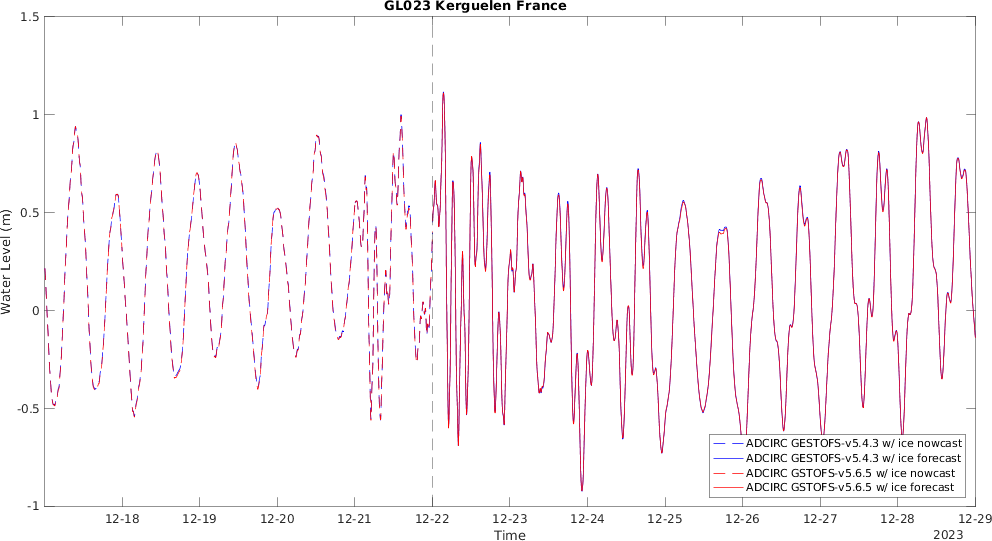 GL023 Kerguelen France
1.5
1
0.5
0
-0.5
-1
Water Level (m)
12-18
12-19
12-20
12-21
12-22
12-23
12-24
12-25
12-26
12-27
12-28
12-29
Time
2023
ADCIRC GESTOFS-v5.4.3 w/ ice nowcast
ADCIRC GESTOFS-v5.4.3 w/ ice forecast
ADCIRC GSTOFS-v5.6.5 w/ ice nowcast
ADCIRC GSTOFS-v5.6.5 w/ ice forecast